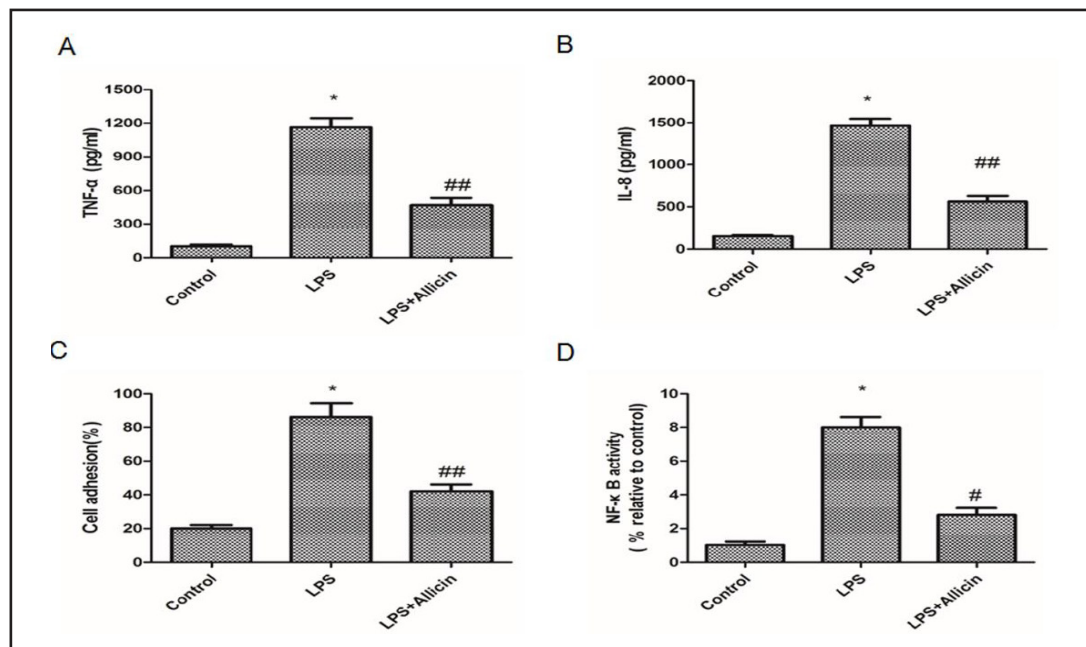 A
TNF-α (pg/ml)
1500
1200
900
600
300
0
*
##
Control
LPS
LPS+Allicin
B
IL-8 (pg/ml)
2000
1500
1000
500
0
*
##
Control
LPS
LPS+Allicin
C
Cell adhesion(%)
100
80
60
40
20
0
*
##
Control
LPS
LPS+Allicin
D
NF-κ B activity
( % relative to control)
10
8
6
4
2
0
*
#
Control
LPS
LPS+Allicin